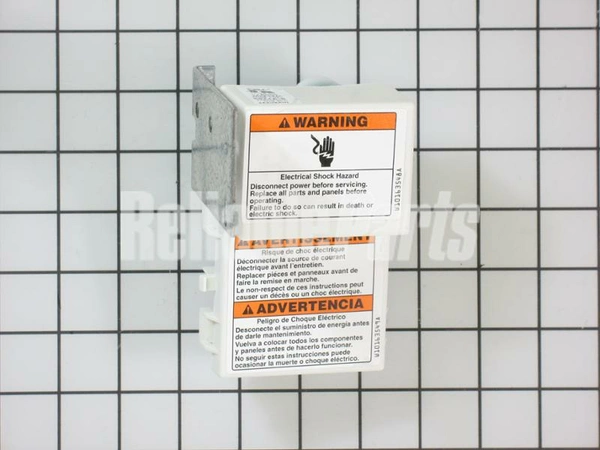 WARNING
Electrical Shock Hazard
Disconnect power before servicing.
Replace all parts and panels before
operating.
Failure to do so can result in death or
electric shock.
W10163548A
Reliable Parts
AVERTISSEMENT
Risque de choc électrique
Déconnecter la source de courant
électrique avant l'entretien.
Replacer pièces et panneaux avant de
faire la remise en marche.
Le non-respect de ces instructions peut
causer un décès ou un choc électrique.
ADVERTENCIA
Peligro de Choque Eléctrico
Desconecte el suministro de energía antes
de darle mantenimiento.
Vuelva a colocar todos los componentes
y paneles antes de hacerlo funcionar.
No seguir estas instrucciones puede
ocasionar la muerte o choque eléctrico.
W10163549A